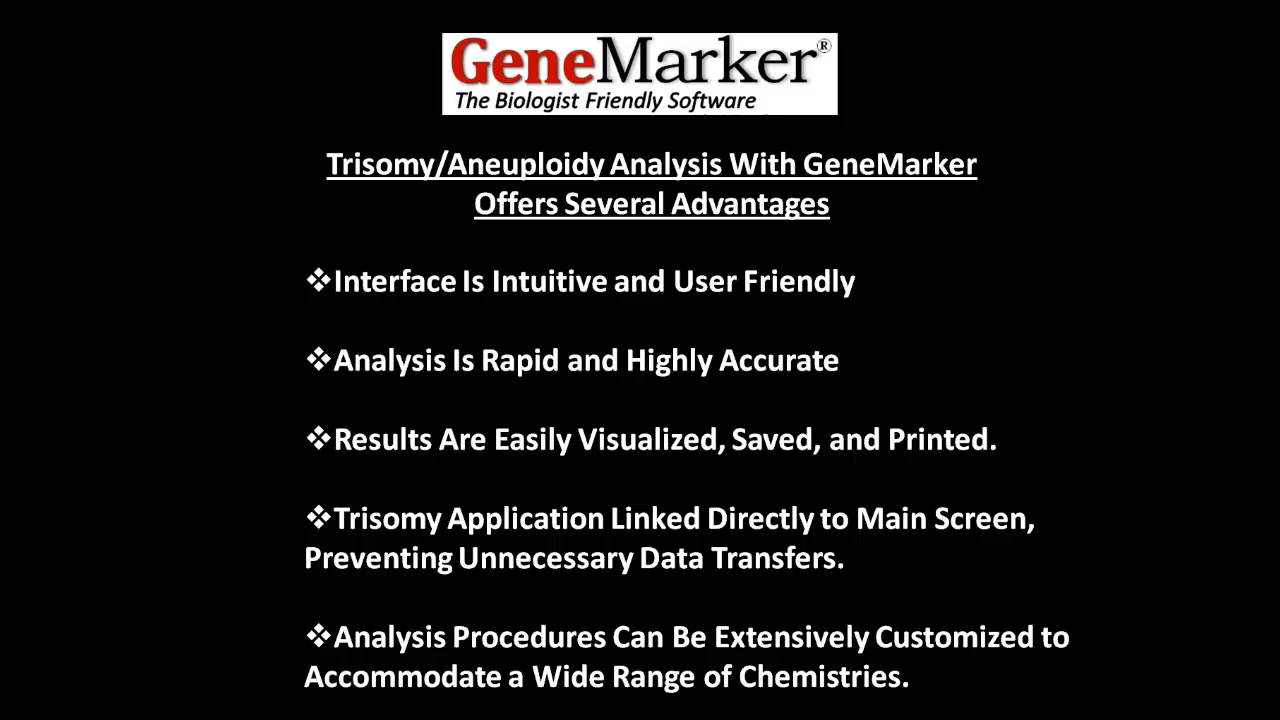 GeneMarker®
The Biologist Friendly Software
Trisomy/Aneuploidy Analysis With GeneMarker
Offers Several Advantages
❖Interface Is Intuitive and User Friendly
❖Analysis Is Rapid and Highly Accurate
❖Results Are Easily Visualized, Saved, and Printed.
❖Trisomy Application Linked Directly to Main Screen,
Preventing Unnecessary Data Transfers.
❖Analysis Procedures Can Be Extensively Customized to
Accommodate a Wide Range of Chemistries.